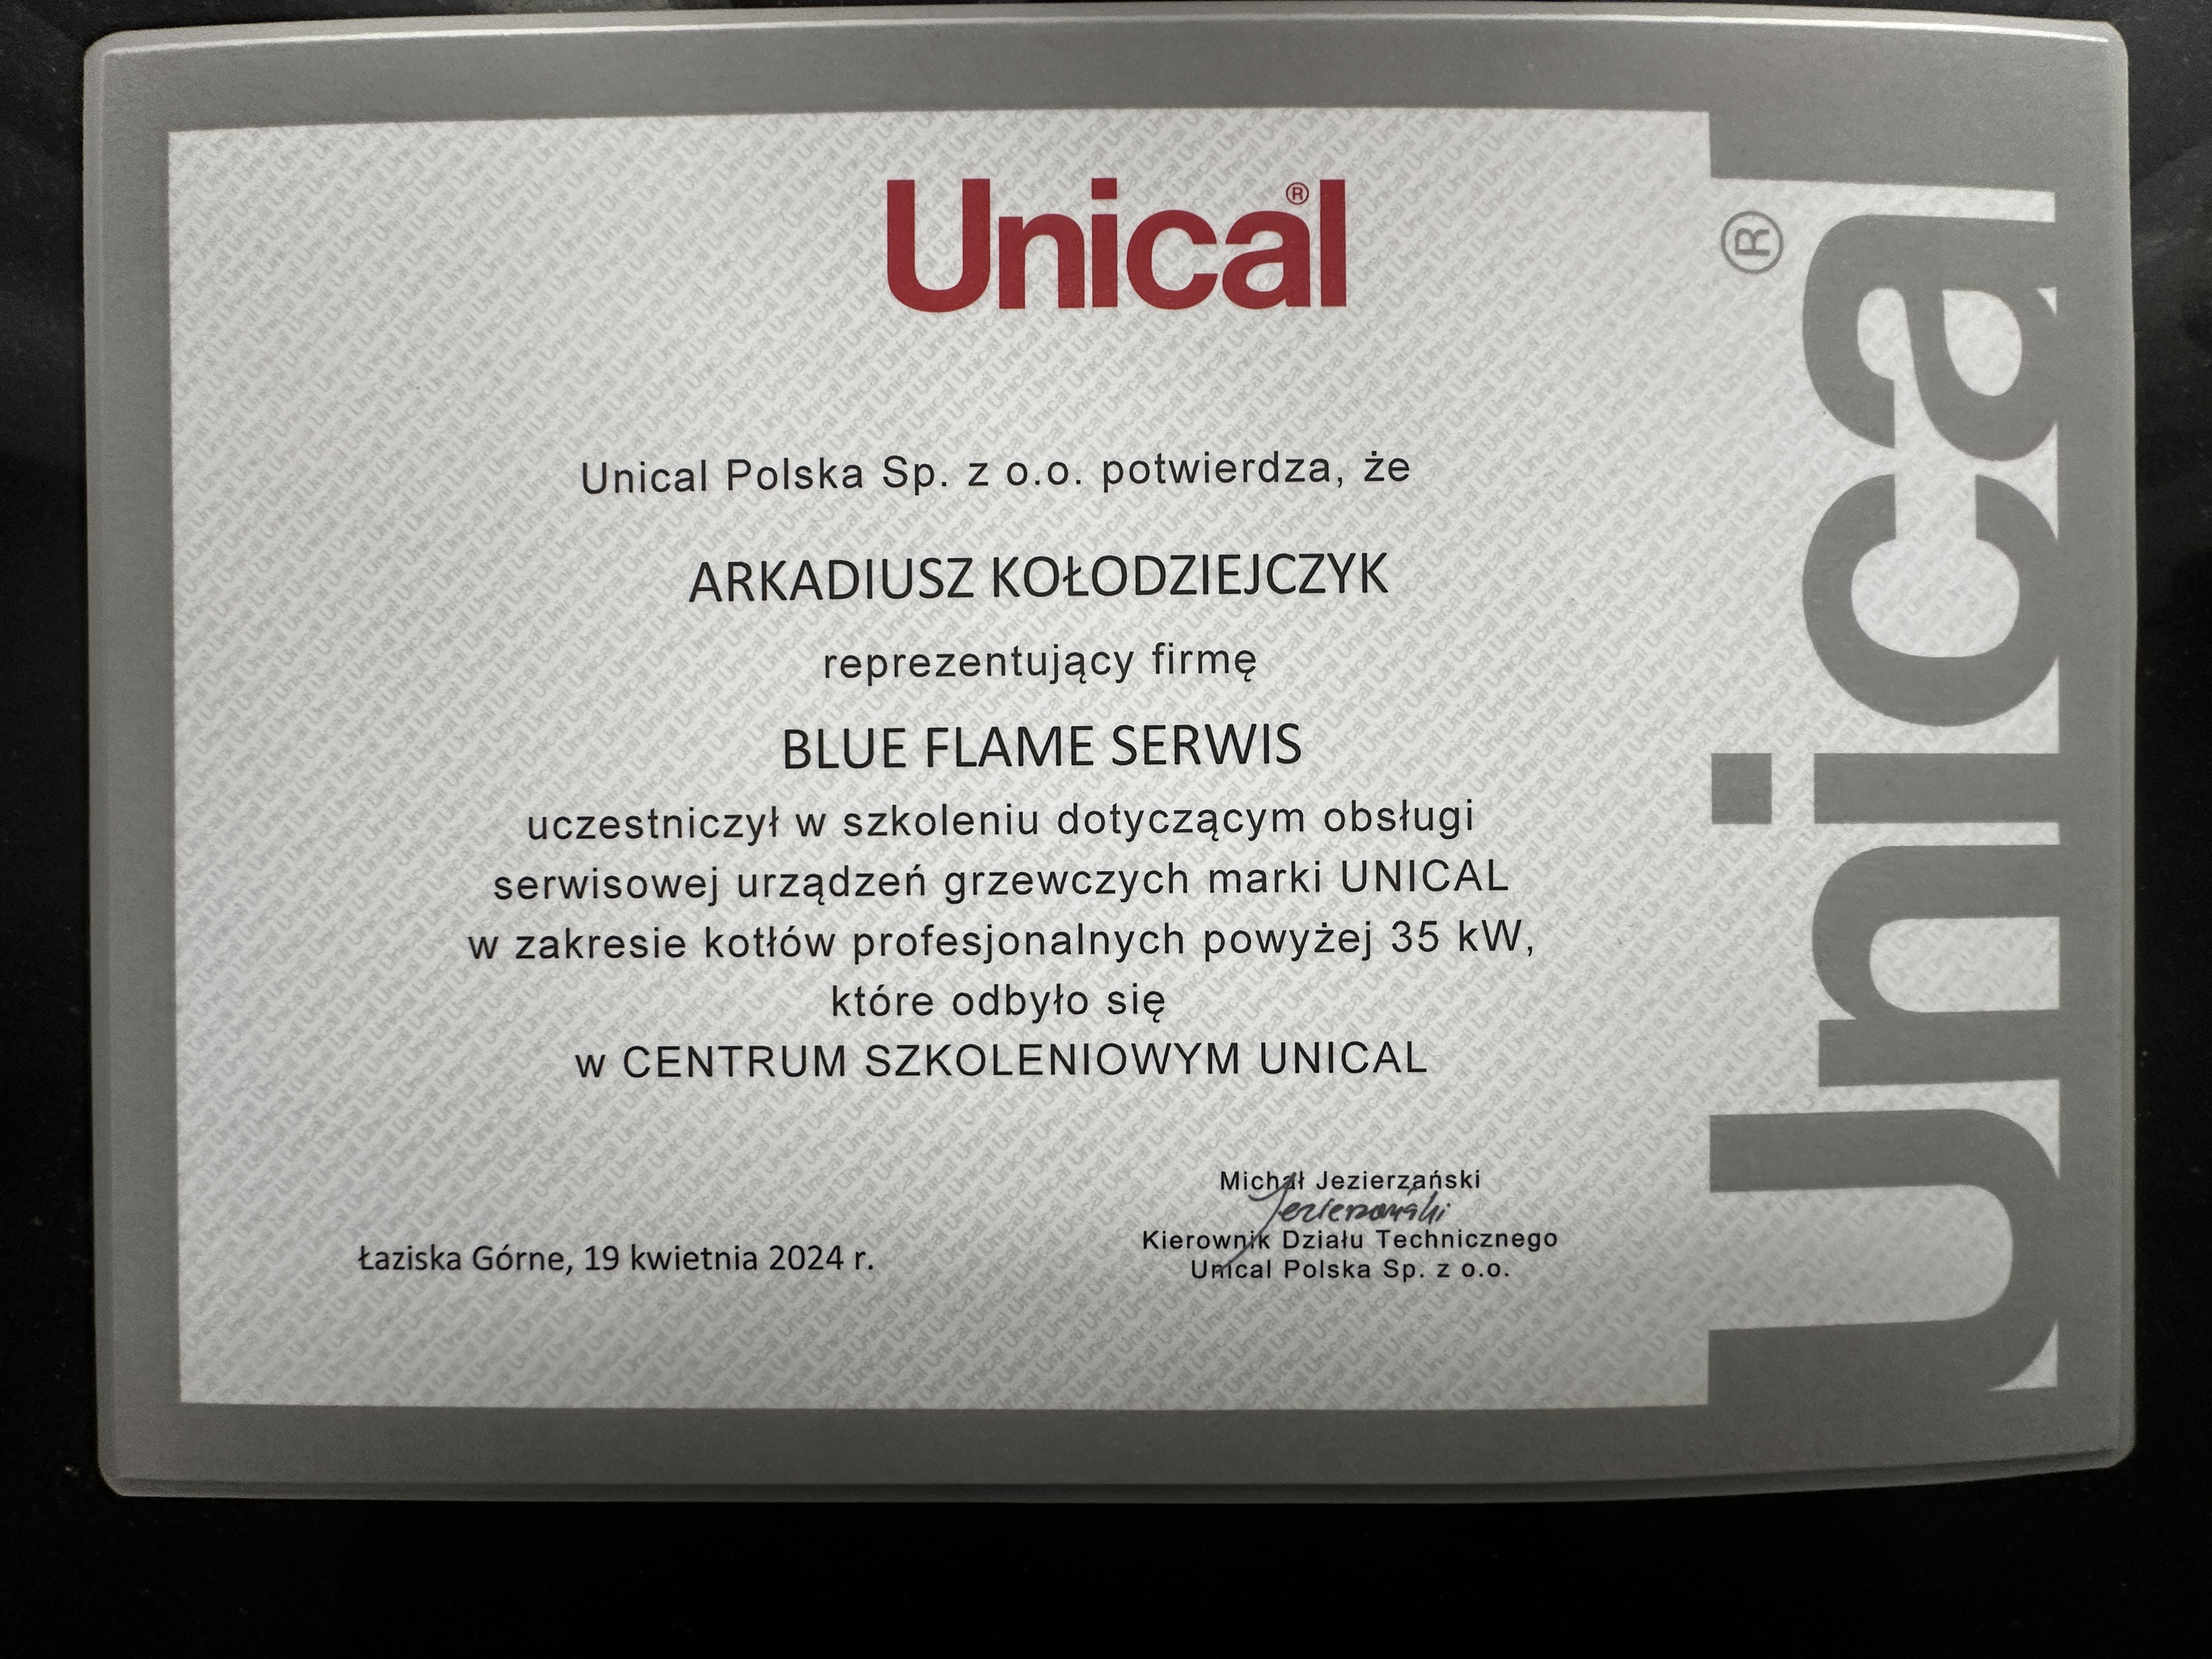 Unical®
Unical Polska Sp. z o.o. potwierdza, że
ARKADIUSZ KOŁODZIEJCZYK
reprezentujący firmę
BLUE FLAME SERWIS
uczestniczył w szkoleniu dotyczącym obsługi
serwisowej urządzeń grzewczych marki UNICAL
w zakresie kotłów profesjonalnych powyżej 35 kW,
które odbyło się
w CENTRUM SZKOLENIOWYM UNICAL
Michał Jezierzański
Jezierzański
Kierownik Działu Technicznego
Unical Polska Sp. z o.o.
Łaziska Górne, 19 kwietnia 2024 r.
Unical®